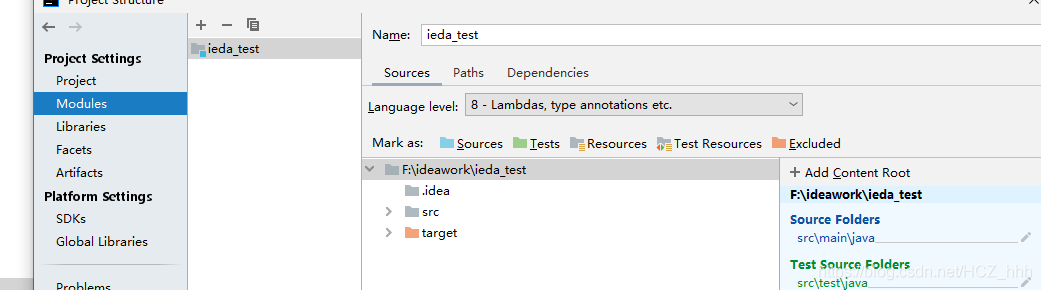 Project Structure
Project Settings
Project
Modules
Libraries
Facets
Artifacts
Platform Settings
SDKs
Global Libraries
Problems
ieda_test
Name: ieda_test
Sources Paths Dependencies
Language level: 8 - Lambdas, type annotations etc.
Mark as: Sources Tests Resources Test Resources Excluded
F:\ideawork\ieda_test
.idea
src
target
+ Add Content Root
F:\ideawork\ieda_test
Source Folders
src\main\java
Test Source Folders
src\test\java
https://blog.csdn.net/HCZ_hhh